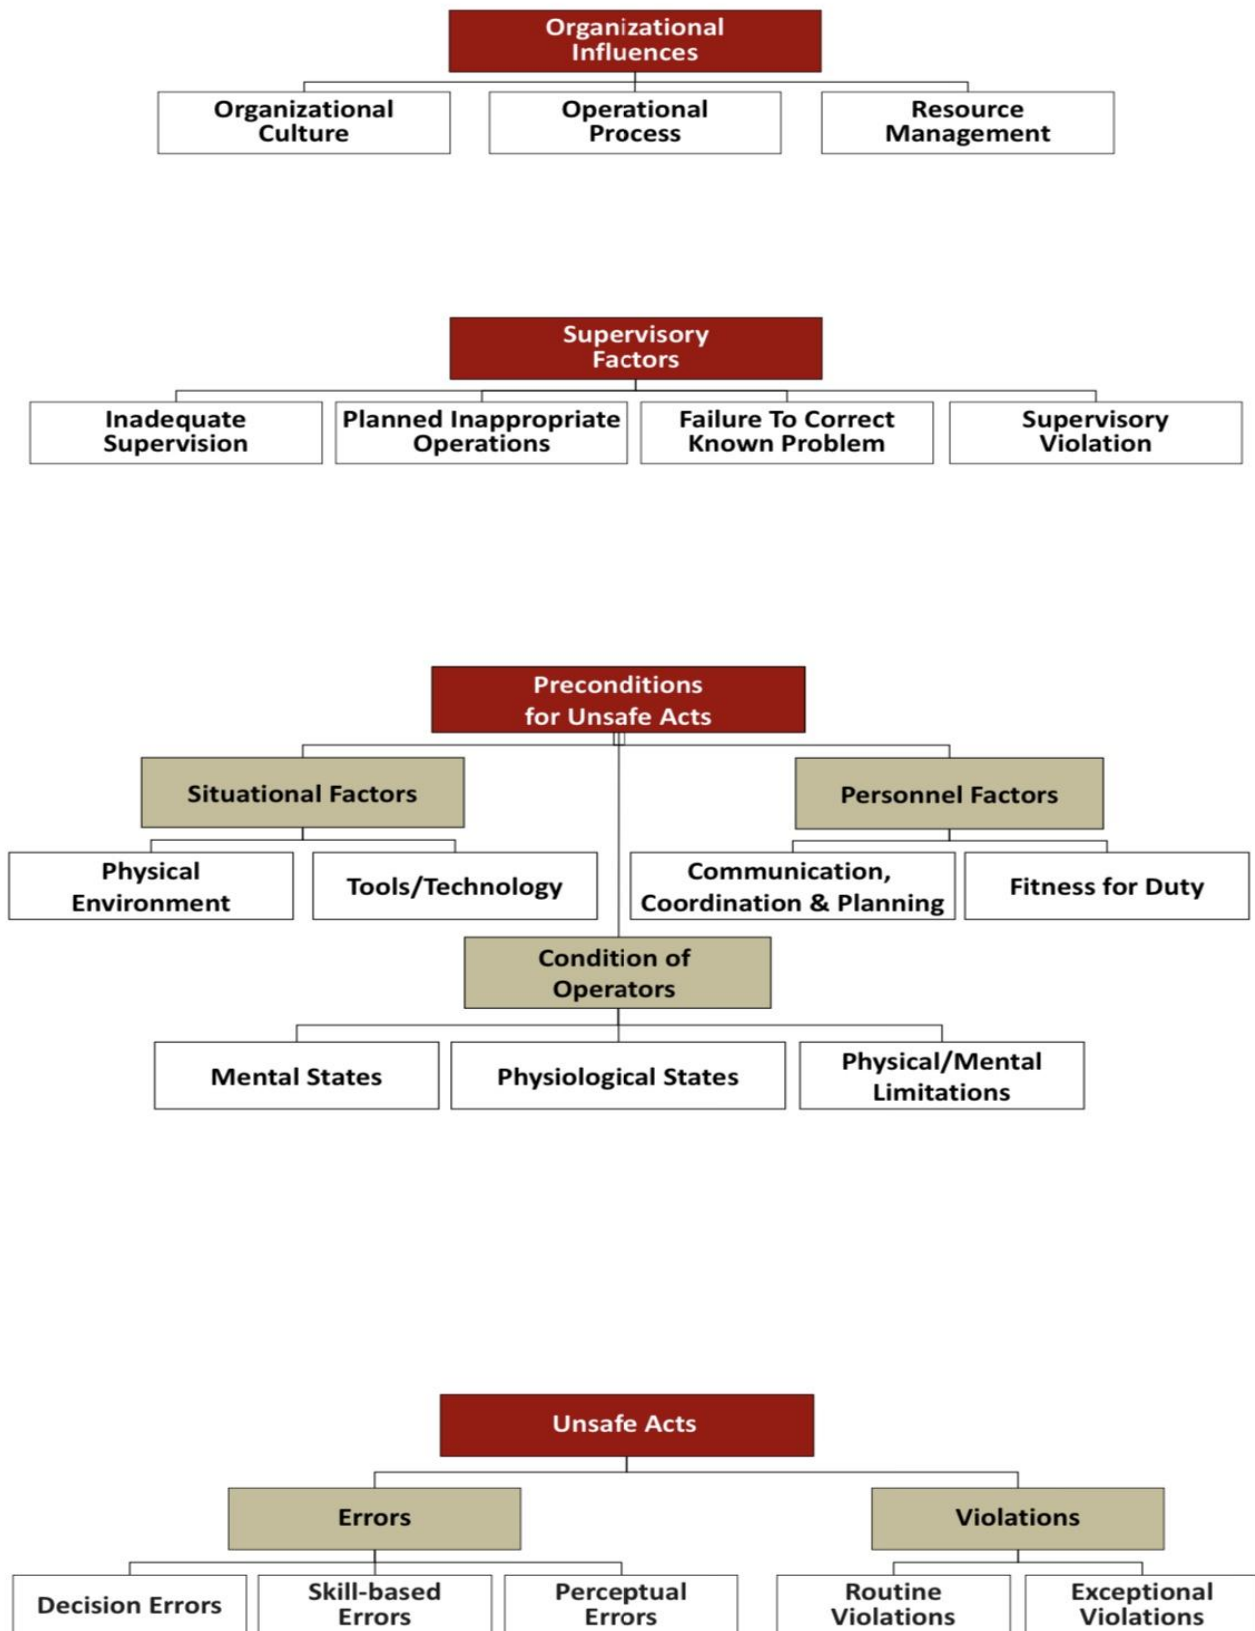 Organizational
Influences
Organizational
Culture
Operational
Process
Resource
Management
Supervisory
Factors
Inadequate
Supervision
Planned Inappropriate
Operations
Failure To Correct
Known Problem
Supervisory
Violation
Preconditions
for Unsafe Acts
Situational Factors
Personnel Factors
Physical
Environment
Tools/Technology
Communication,
Coordination & Planning
Fitness for Duty
Condition of
Operators
Mental States
Physiological States
Physical/Mental
Limitations
Unsafe Acts
Errors
Violations
Decision Errors
Skill-based
Errors
Perceptual
Errors
Routine
Violations
Exceptional
Violations